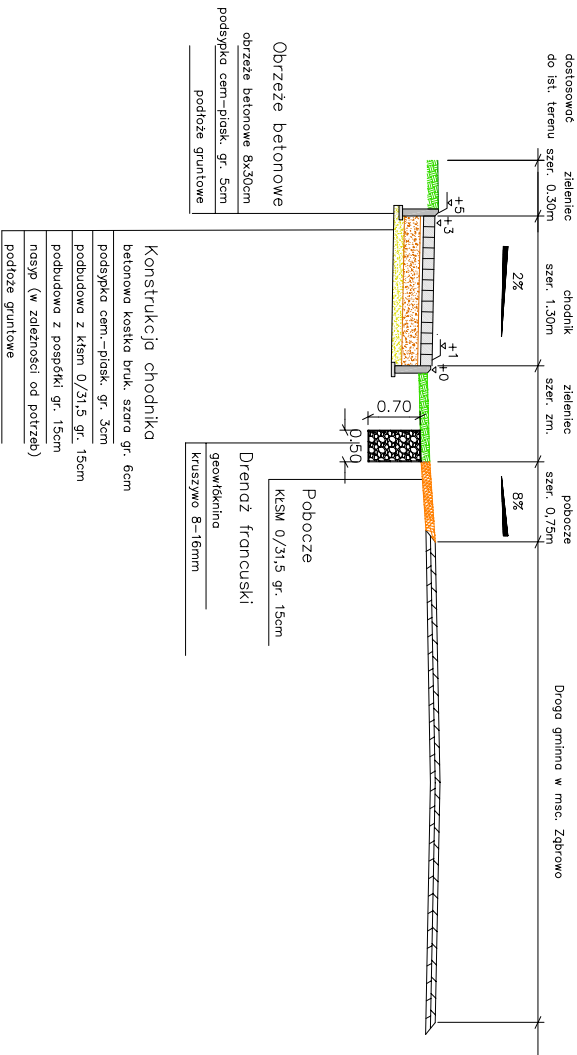 dostosować
do ist. terenu
zieleniec
szer. 0.30m
chodnik
szer. 1.30m
zieleniec
szer. zm.
pobocze
szer. 0,75m
Droga gminna w msc. Ząbrowo
2%
8%
+5
+3
+1
+0
0.70
0.50
Obrzeże betonowe
obrzeże betonowe 8x30cm
podsypka cem-piask. gr. 5cm
podłoże gruntowe
Pobocze
KŁSM 0/31,5 gr. 15cm
Drenaż francuski
geowłóknina
kruszywo 8-16mm
Konstrukcja chodnika
betonowa kostka bruk. szara gr. 6cm
podsypka cem.-piask. gr. 3cm
podbudowa z kłsm 0/31,5 gr. 15cm
podbudowa z pospółki gr. 15cm
nasyp (w zależności od potrzeb)
podłoże gruntowe